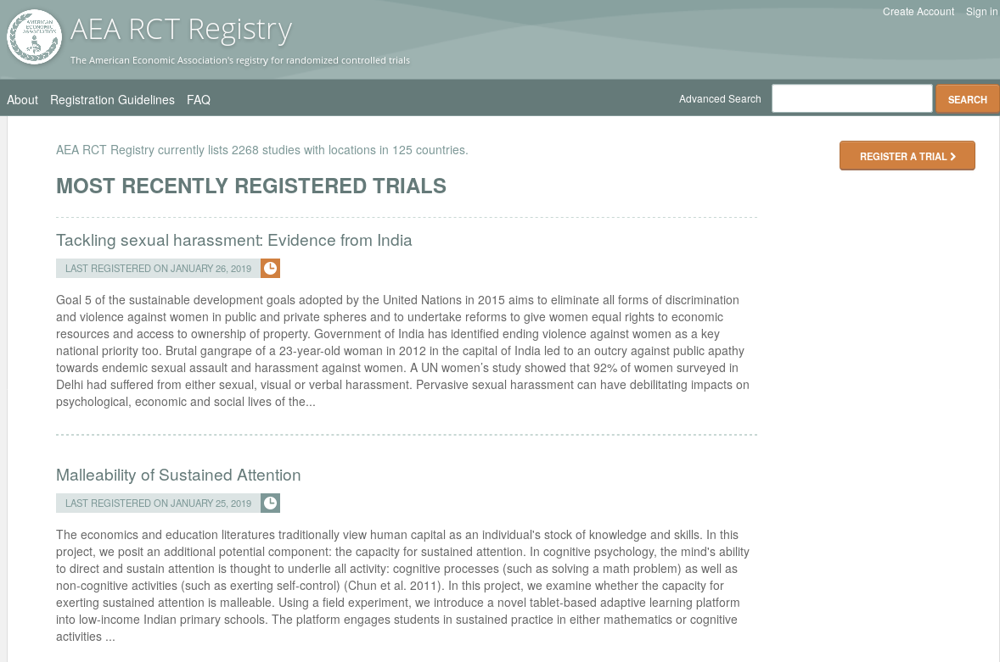 Create Account Sign in
AMERICAN
ECONOMIC
ASSOCIATION
AEA RCT Registry
The American Economic Association's registry for randomized controlled trials
About Registration Guidelines FAQ Advanced Search SEARCH
AEA RCT Registry currently lists 2268 studies with locations in 125 countries.
REGISTER A TRIAL
MOST RECENTLY REGISTERED TRIALS
Tackling sexual harassment: Evidence from India
LAST REGISTERED ON JANUARY 26, 2019
Goal 5 of the sustainable development goals adopted by the United Nations in 2015 aims to eliminate all forms of discrimination
and violence against women in public and private spheres and to undertake reforms to give women equal rights to economic
resources and access to ownership of property. Government of India has identified ending violence against women as a key
national priority too. Brutal gangrape of a 23-year-old woman in 2012 in the capital of India led to an outcry against public apathy
towards endemic sexual assault and harassment against women. A UN women’s study showed that 92% of women surveyed in
Delhi had suffered from either sexual, visual or verbal harassment. Pervasive sexual harassment can have debilitating impacts on
psychological, economic and social lives of the...
Malleability of Sustained Attention
LAST REGISTERED ON JANUARY 25, 2019
The economics and education literatures traditionally view human capital as an individual's stock of knowledge and skills. In this
project, we posit an additional potential component: the capacity for sustained attention. In cognitive psychology, the mind's ability
to direct and sustain attention is thought to underlie all activity: cognitive processes (such as solving a math problem) as well as
non-cognitive activities (such as exerting self-control) (Chun et al. 2011). In this project, we examine whether the capacity for
exerting sustained attention is malleable. Using a field experiment, we introduce a novel tablet-based adaptive learning platform
into low-income Indian primary schools. The platform engages students in sustained practice in either mathematics or cognitive
activities ...